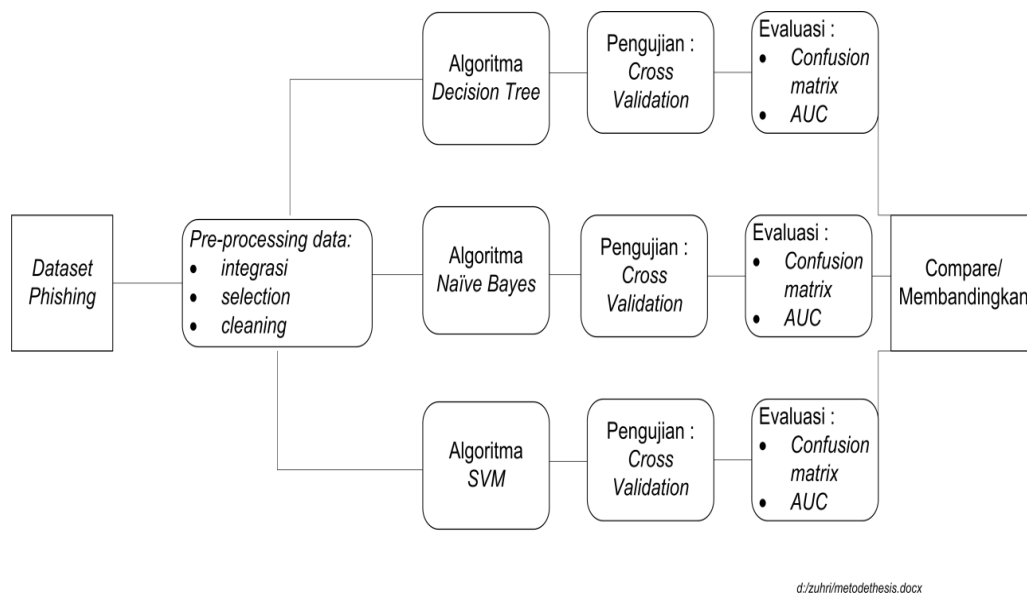 Dataset
Phishing
Pre-processing data:
• integrasi
• selection
• cleaning
Algoritma
Decision Tree
Pengujian :
Cross
Validation
Evaluasi :
• Confusion
matrix
• AUC
Algoritma
Naïve Bayes
Pengujian :
Cross
Validation
Evaluasi :
• Confusion
matrix
• AUC
Algoritma
SVM
Pengujian :
Cross
Validation
Evaluasi :
• Confusion
matrix
• AUC
Compare/
Membandingkan
d:/zuhri/metodethesis.docx